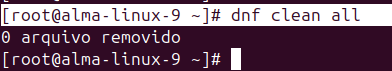 [root@alma-linux-9 ~]# dnf clean all
0 arquivo removido
[root@alma-linux-9 ~]#